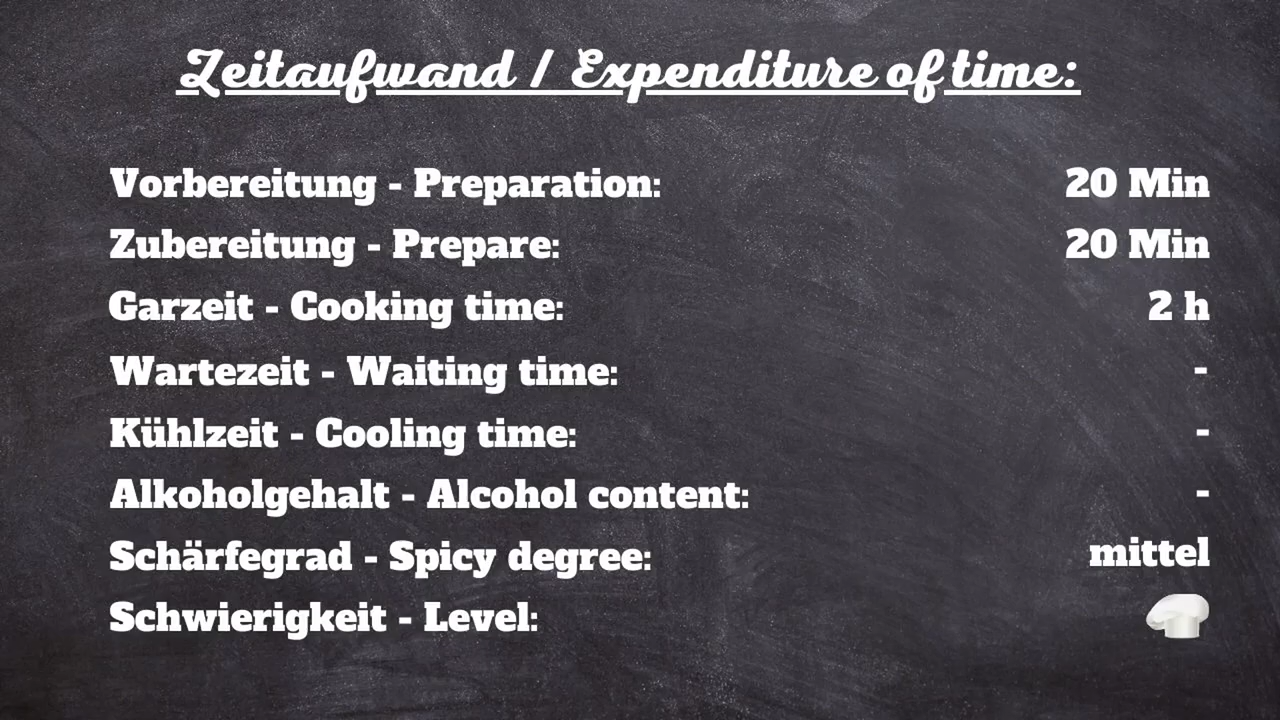 Zeitaufwand / Expenditure of time:
Vorbereitung - Preparation: 20 Min
Zubereitung - Prepare: 20 Min
Garzeit - Cooking time: 2 h
Wartezeit - Waiting time: -
Kühlzeit - Cooling time: -
Alkoholgehalt - Alcohol content: -
Schärfegrad - Spicy degree: mittel
Schwierigkeit - Level: